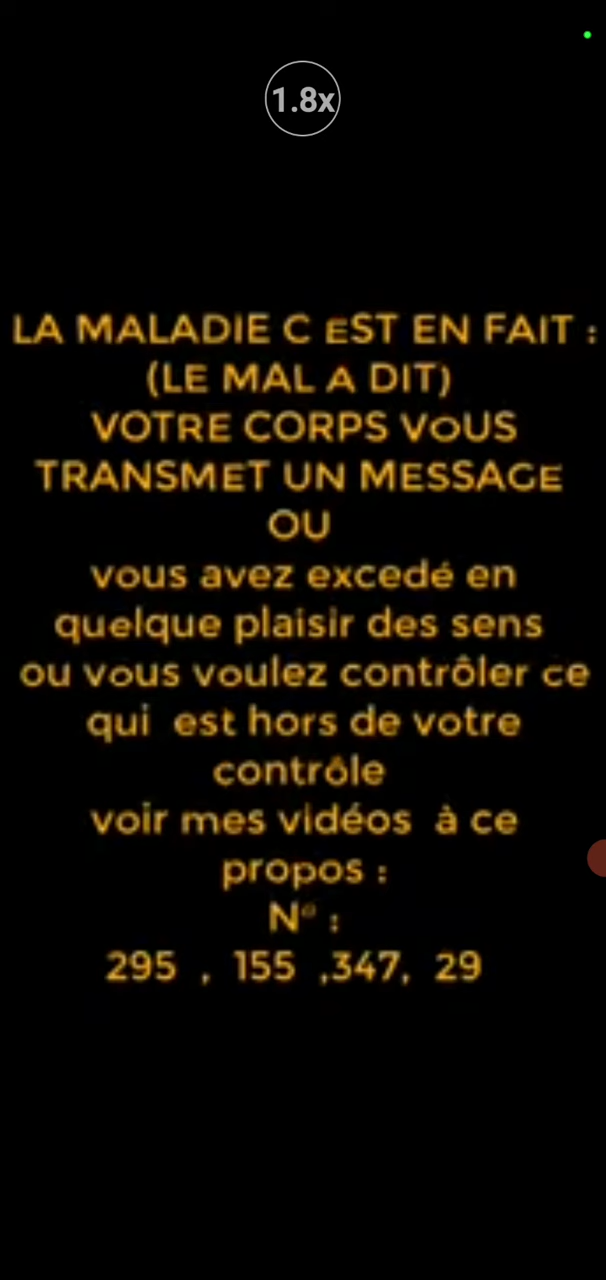 1.8x
LA MALADIE C EST EN FAIT :
(LE MAL A DIT)
VOTRE CORPS VOUS
TRANSMET UN MESSAGE
OU
vous avez excedé en
quelque plaisir des sens
ou vous voulez contrôler ce
qui est hors de votre
contrôle
voir mes vidéos à ce
propos :
N° :
295 , 155 ,347, 29